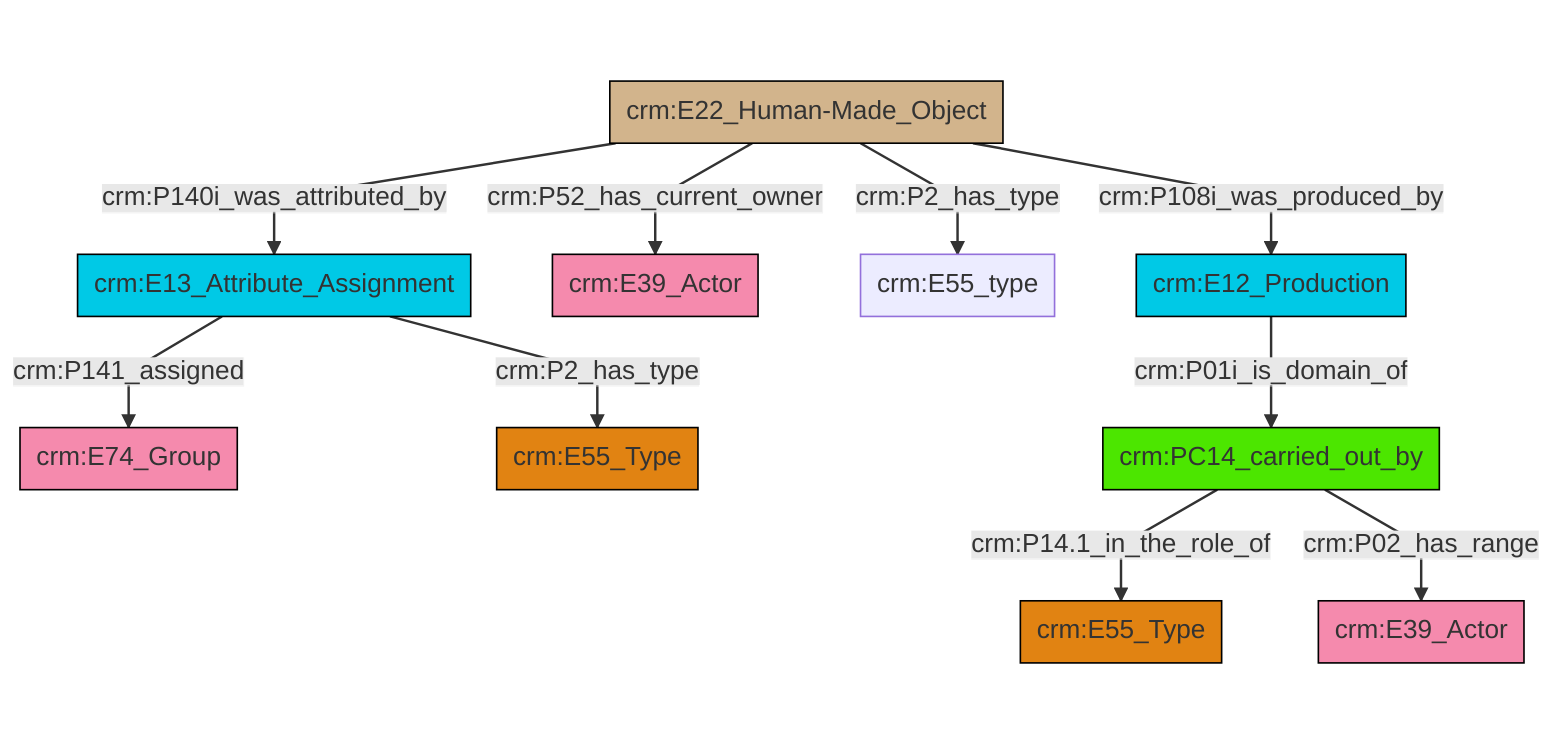 crm:E22_Human-Made_Object
crm:P140i_was_attributed_by
crm:P52_has_current_owner
crm:P2_has_type
crm:P108i_was_produced_by
crm:E13_Attribute_Assignment
crm:E39_Actor
crm:E55_type
crm:E12_Production
crm:P141_assigned
crm:P2_has_type
crm:P01i_is_domain_of
crm:E74_Group
crm:E55_Type
crm:PC14_carried_out_by
crm:P14.1_in_the_role_of
crm:P02_has_range
crm:E55_Type
crm:E39_Actor